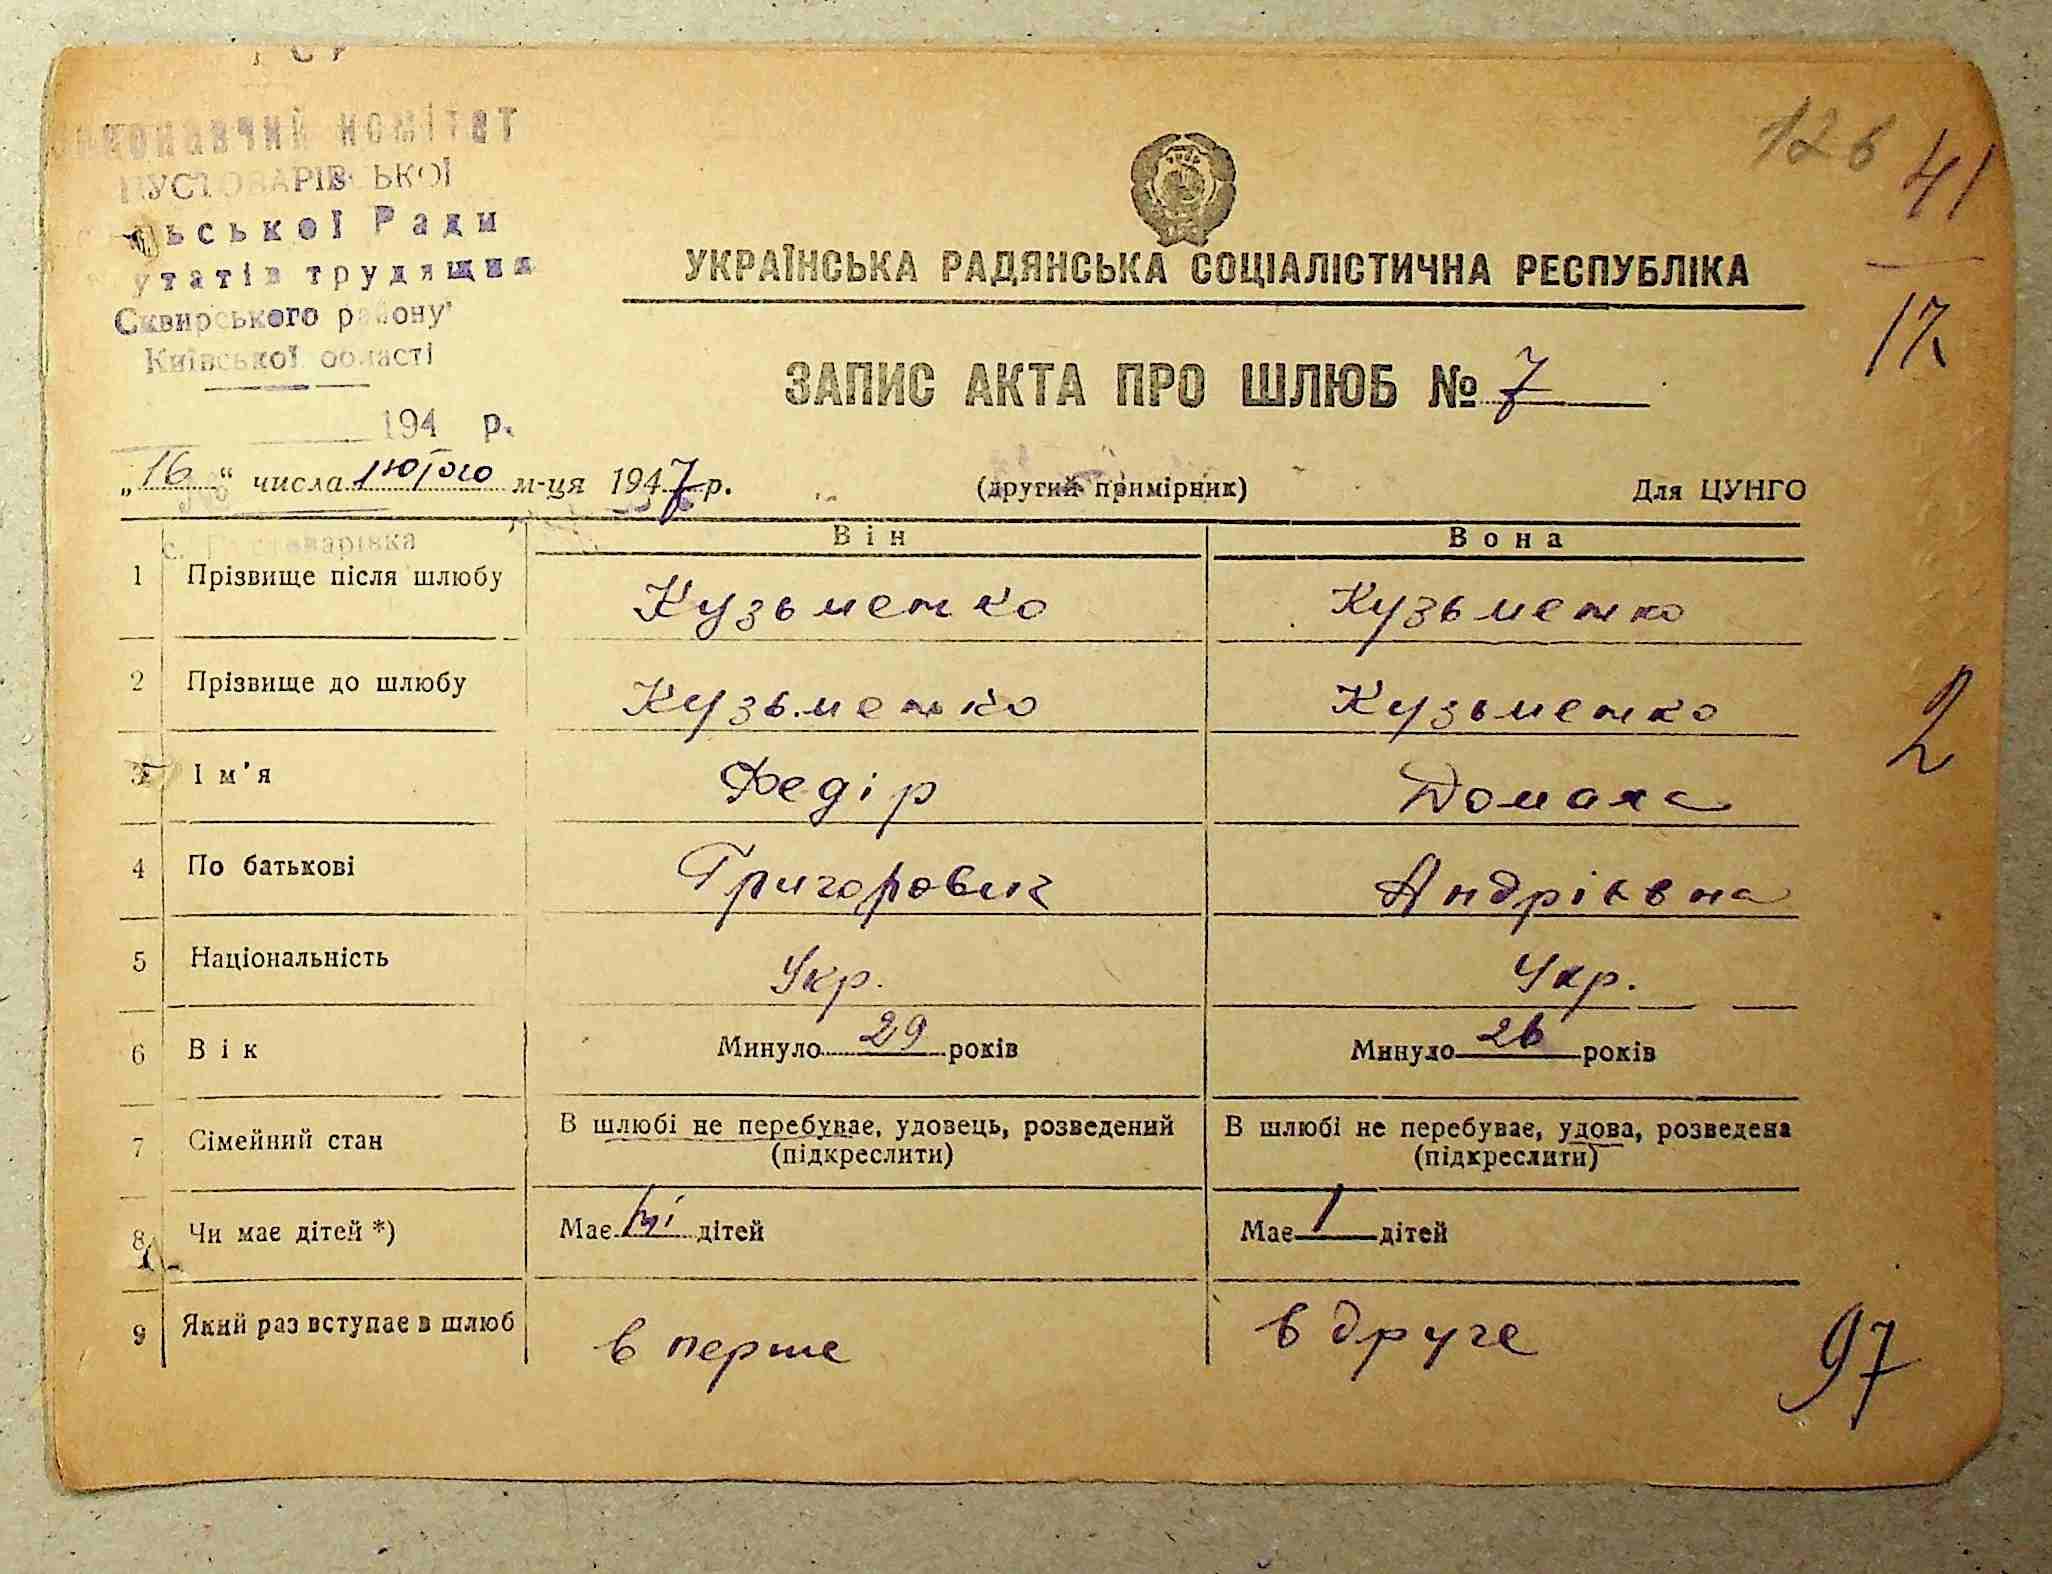 РСР
виконавчий комітет
ПУСТОВАРІВСЬКОЇ
сільської Ради
депутатів трудящих
Сквирського району
Київської області
194 р.
126
41
17
УКРАЇНСЬКА РАДЯНСЬКА СОЦІАЛІСТИЧНА РЕСПУБЛІКА
ЗАПИС АКТА ПРО ШЛЮБ № 7
„16“ числа лютого м-ця 1947 р. (другий примірник) Для ЦУНГО
с. Пустоварівка
Він Вона
1 Прізвище після шлюбу Кузьменко Кузьменко
2 Прізвище до шлюбу Кузьменко Кузьменко
2
3 Ім'я Федір Домаха
4 По батькові Григорович Андріївна
5 Національність Укр. Укр.
6 Вік Минуло 29 років Минуло 26 років
7 Сімейний стан В шлюбі не перебуває, удовець, розведений В шлюбі не перебуває, удова, розведена
(підкреслити) (підкреслити)
8 Чи має дітей *) Має ні дітей Має 1 дітей
9 Який раз вступає в шлюб в перше в друге
97